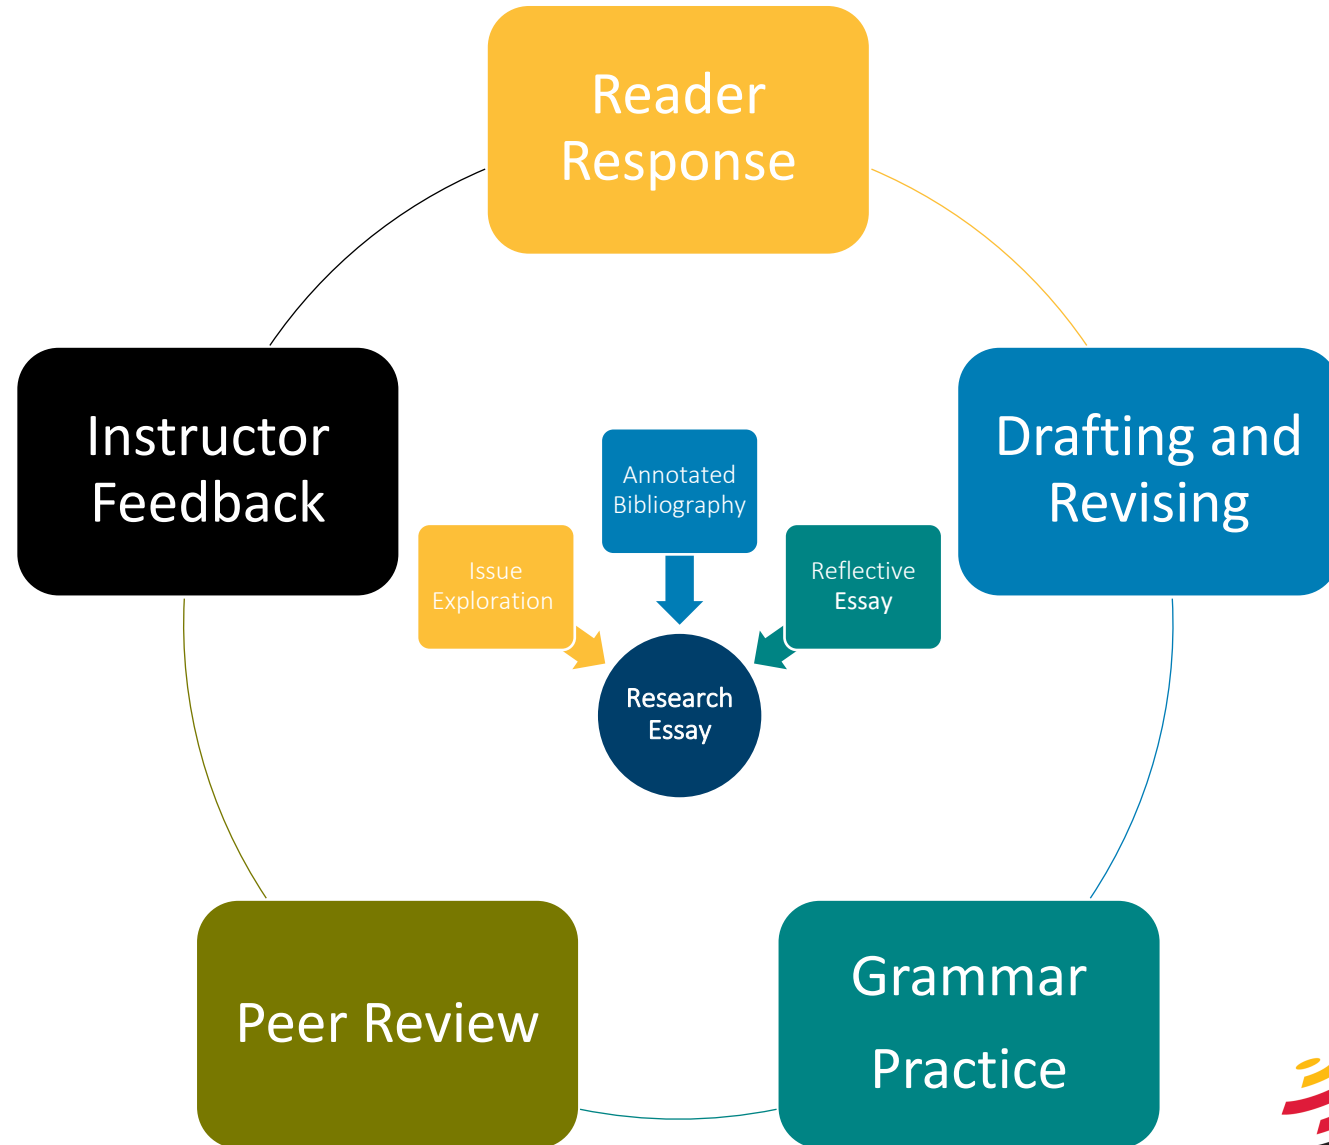 Reader
Response
Instructor
Feedback
Drafting and
Revising
Annotated
Bibliography
Issue
Exploration
Reflective
Essay
Research
Essay
Peer Review
Grammar
Practice